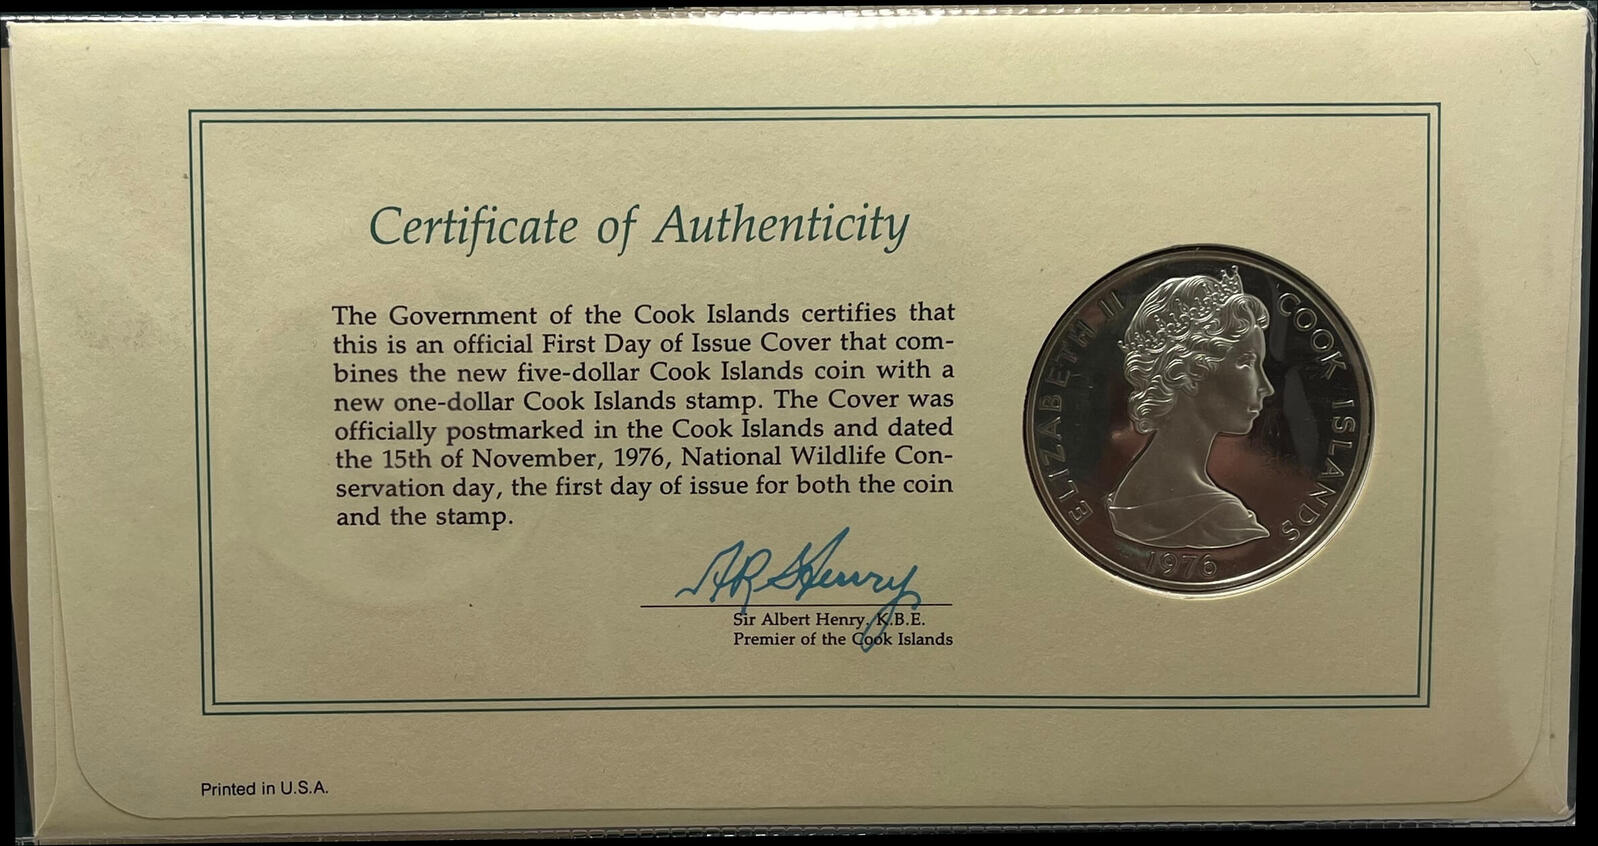 Certificate of Authenticity
The Government of the Cook Islands certifies that
this is an official First Day of Issue Cover that com-
bines the new five-dollar Cook Islands coin with a
new one-dollar Cook Islands stamp. The Cover was
officially postmarked in the Cook Islands and dated
the 15th of November, 1976, National Wildlife Con-
servation day, the first day of issue for both the coin
and the stamp.
Sir Albert Henry, K.B.E.
Premier of the Cook Islands
ELIZABETH II
COOK ISLANDS
1976
Printed in U.S.A.